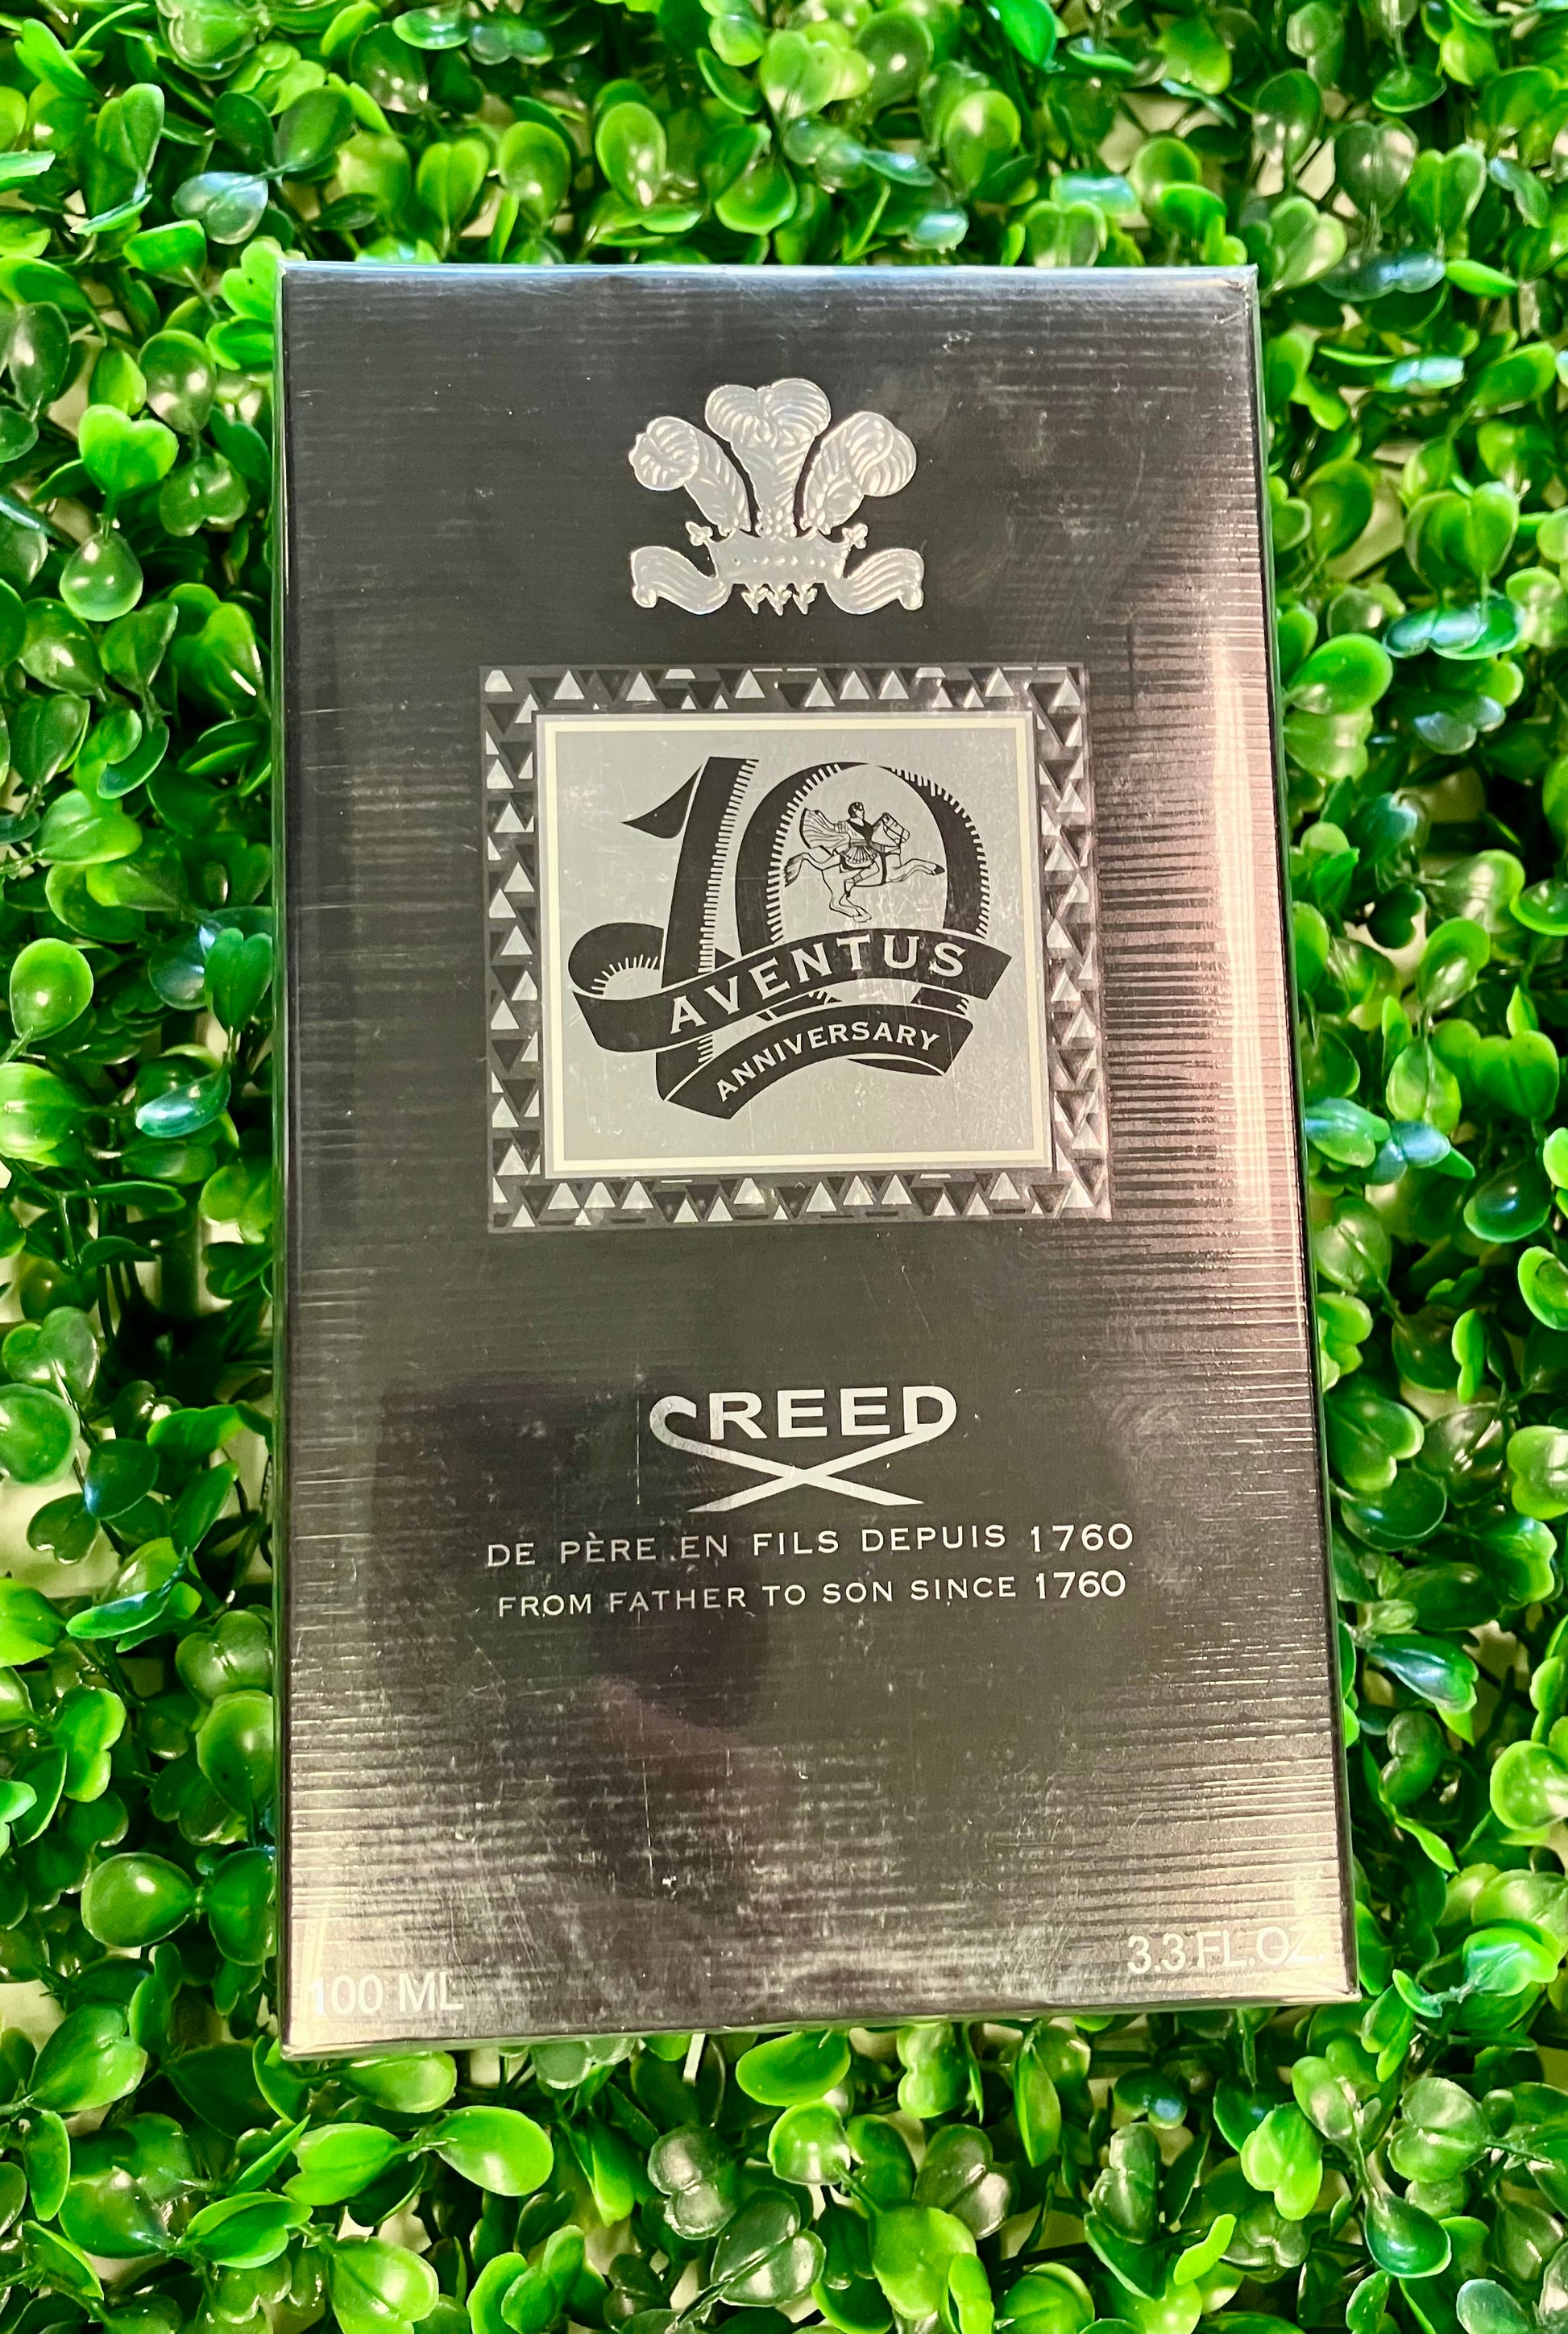 10
AVENTUS
ANNIVERSARY
CREED
DE PÈRE EN FILS DEPUIS 1760
FROM FATHER TO SON SINCE 1760
100 ML
3.3 FL.OZ